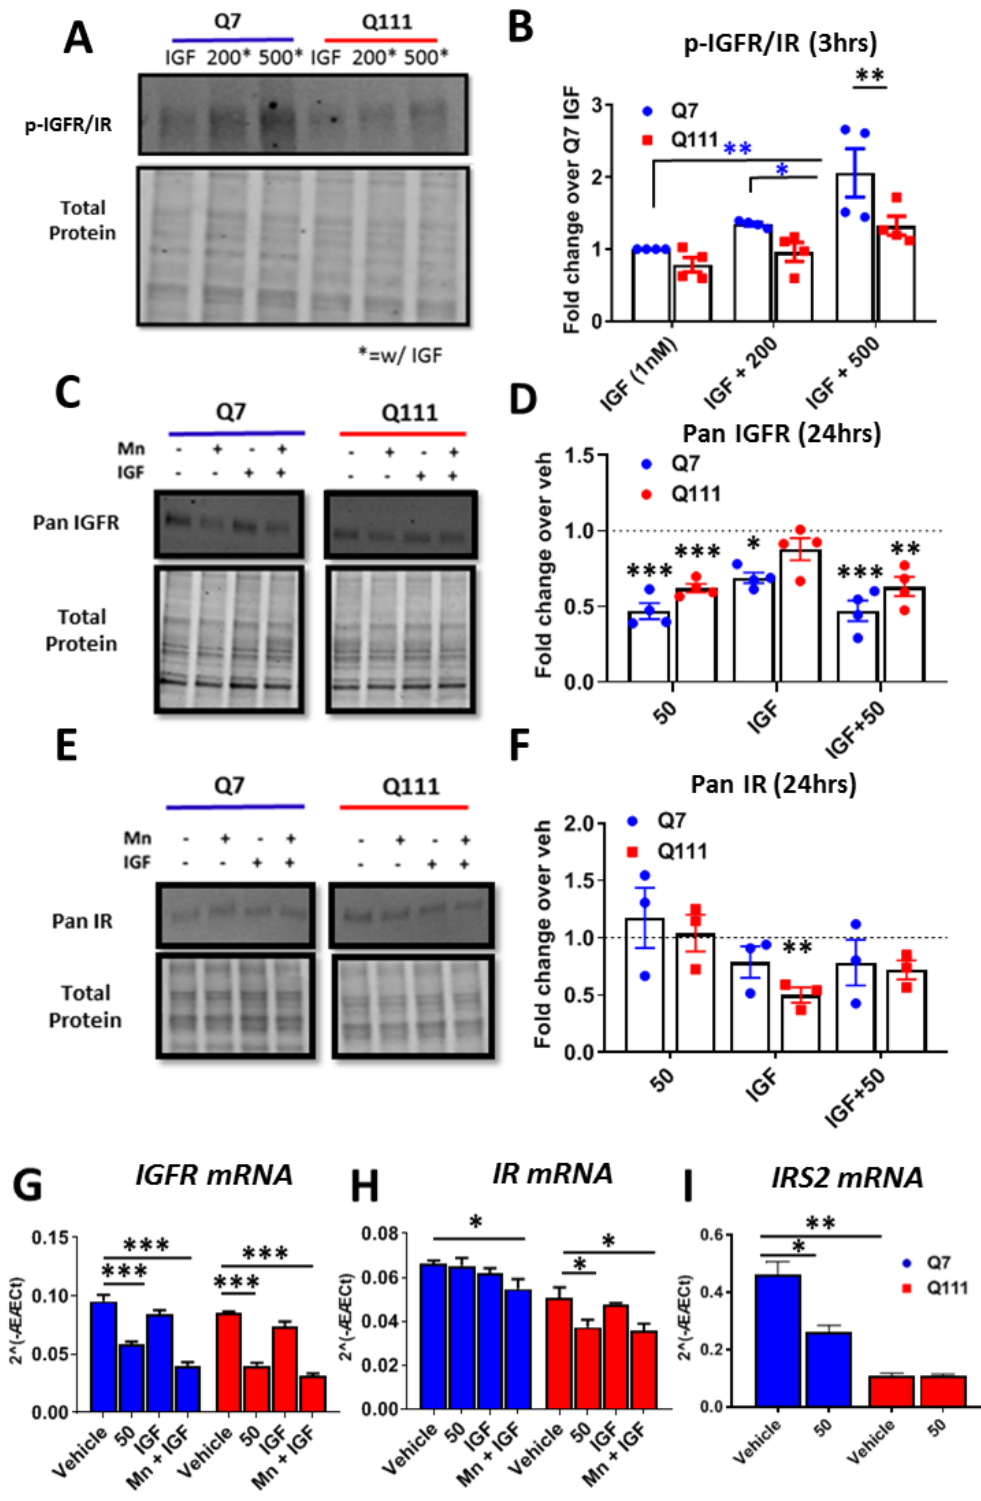 A
Q7 Q111
IGF 200* 500* IGF 200* 500*
p-IGFR/IR
Total
Protein
*=w/ IGF
B
p-IGFR/IR (3hrs)
Fold change over Q7 IGF
3
2
1
0
Q7
Q111
**
*
**
IGF (1nM)
IGF + 200
IGF + 500
C
Q7 Q111
Mn - + - + - + - +
IGF - - + + - - + +
Pan IGFR
Total
Protein
D
Pan IGFR (24hrs)
Fold change over veh
1.5
1.0
0.5
0.0
Q7
Q111
*** *** * *** **
50
IGF
IGF+50
E
Q7 Q111
Mn - + - + - + - +
IGF - - + + - - + +
Pan IR
Total
Protein
F
Pan IR (24hrs)
Fold change over veh
2.0
1.5
1.0
0.5
0.0
Q7
Q111
**
50
IGF
IGF+50
G
IGFR mRNA
2^(-ÆÆCt)
0.15
0.10
0.05
0.00
***
***
***
***
Vehicle
50
IGF
Mn + IGF
Vehicle
50
IGF
Mn + IGF
H
IR mRNA
2^(-ÆÆCt)
0.08
0.06
0.04
0.02
0.00
*
*
*
Vehicle
50
IGF
Mn + IGF
Vehicle
50
IGF
Mn + IGF
I
IRS2 mRNA
2^(-ÆÆCt)
0.6
0.4
0.2
0.0
**
*
Q7
Q111
Vehicle
50
Vehicle
50